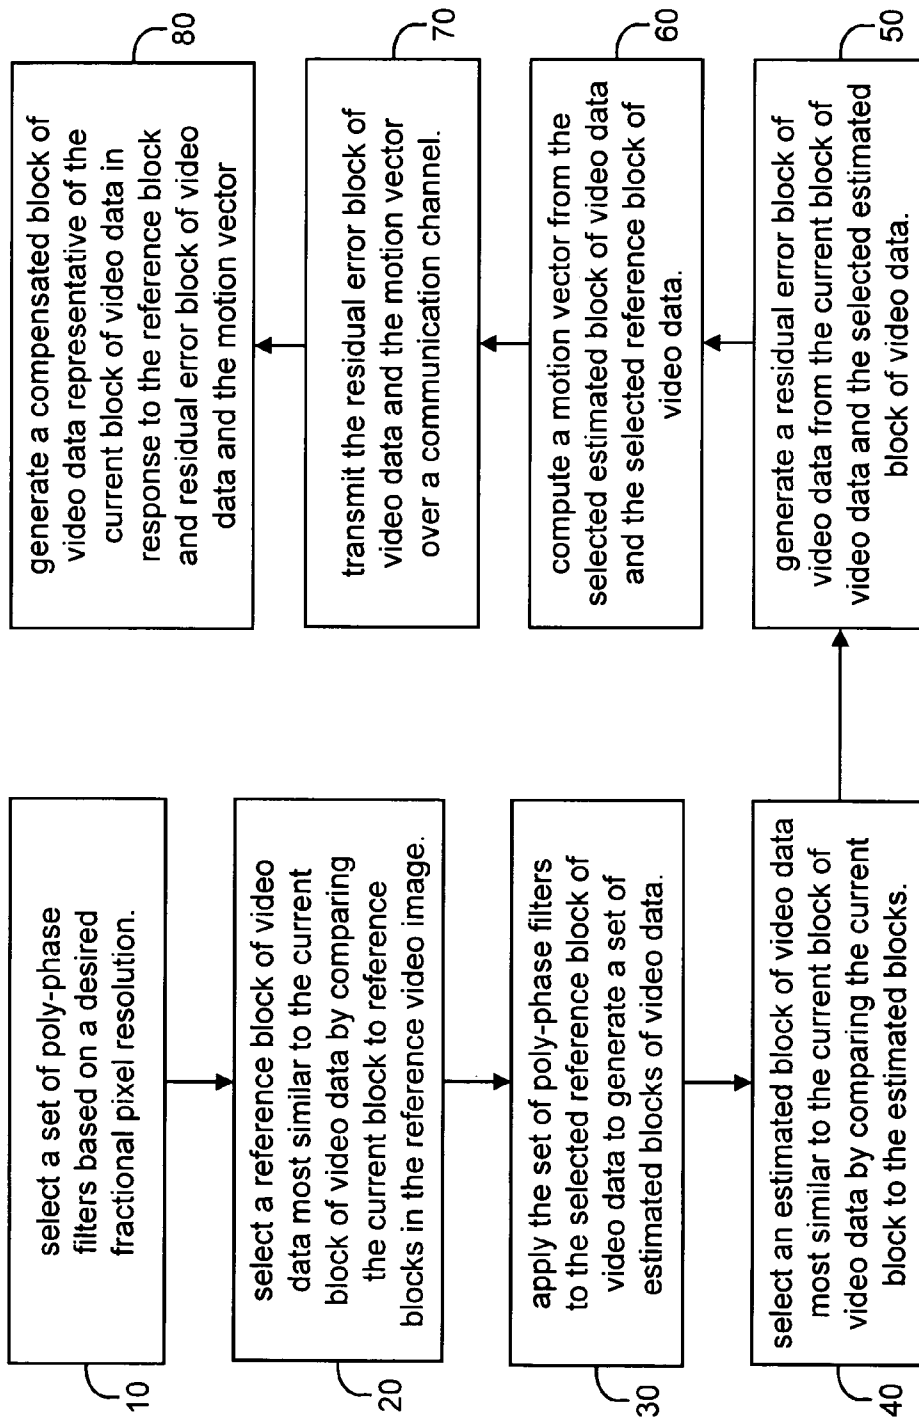 10
select a set of poly-phase
filters based on a desired
fractional pixel resolution.
20
select a reference block of video
data most similar to the current
block of video data by comparing
the current block to reference
blocks in the reference video image.
30
apply the set of poly-phase filters
to the selected reference block of
video data to generate a set of
estimated blocks of video data.
40
select an estimated block of video data
most similar to the current block of
video data by comparing the current
block to the estimated blocks.
50
generate a residual error block of
video data from the current block of
video data and the selected estimated
block of video data.
60
compute a motion vector from the
selected estimated block of video data
and the selected reference block of
video data.
70
transmit the residual error block of
video data and the motion vector
over a communication channel.
80
generate a compensated block of
video data representative of the
current block of video data in
response to the reference block
and residual error block of video
data and the motion vector